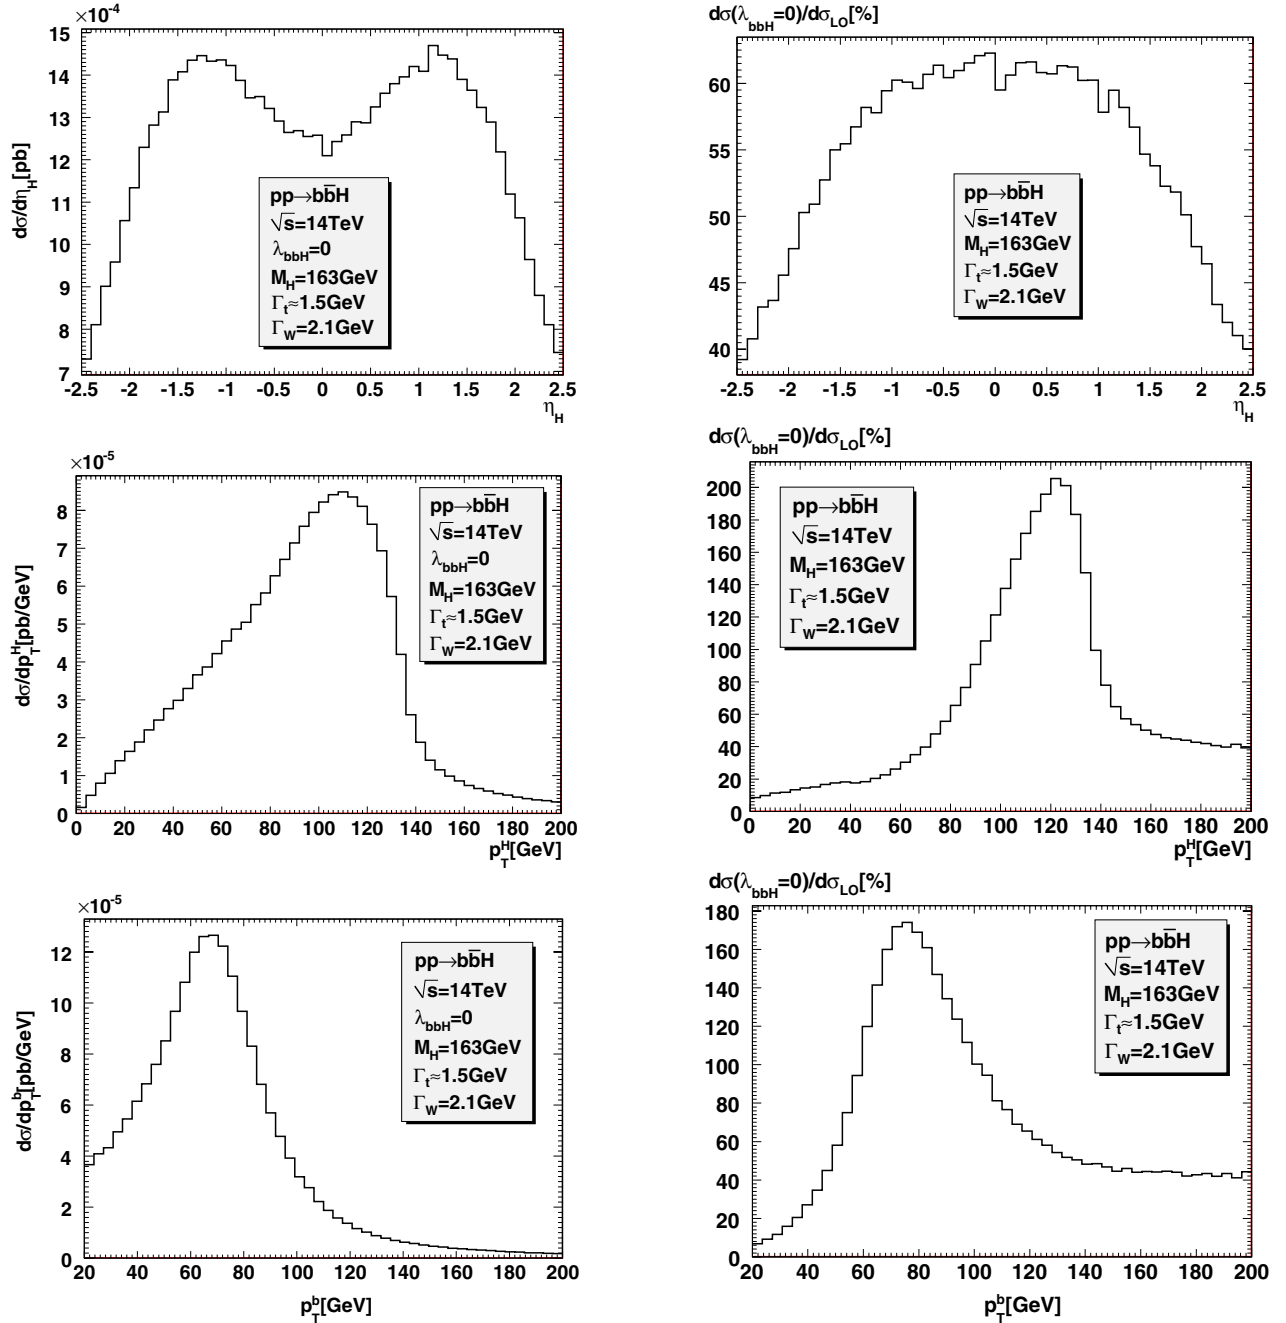 ×10⁻⁴
dσ/dη_H[pb]
15
14
13
12
11
10
9
8
7
pp→bb̄H
√s=14TeV
λ_bbH=0
M_H=163GeV
Γ_t≈1.5GeV
Γ_W=2.1GeV
-2.5 -2 -1.5 -1 -0.5 0 0.5 1 1.5 2 2.5
η_H
dσ(λ_bbH=0)/dσ_LO[%]
60
55
50
45
40
pp→bb̄H
√s=14TeV
M_H=163GeV
Γ_t≈1.5GeV
Γ_W=2.1GeV
-2.5 -2 -1.5 -1 -0.5 0 0.5 1 1.5 2 2.5
η_H
×10⁻⁵
dσ/dp_T^H[pb/GeV]
8
7
6
5
4
3
2
1
0
pp→bb̄H
√s=14TeV
λ_bbH=0
M_H=163GeV
Γ_t≈1.5GeV
Γ_W=2.1GeV
0 20 40 60 80 100 120 140 160 180 200
p_T^H[GeV]
dσ(λ_bbH=0)/dσ_LO[%]
200
180
160
140
120
100
80
60
40
20
0
pp→bb̄H
√s=14TeV
M_H=163GeV
Γ_t≈1.5GeV
Γ_W=2.1GeV
0 20 40 60 80 100 120 140 160 180 200
p_T^H[GeV]
×10⁻⁵
dσ/dp_T^b[pb/GeV]
12
10
8
6
4
2
0
pp→bb̄H
√s=14TeV
λ_bbH=0
M_H=163GeV
Γ_t≈1.5GeV
Γ_W=2.1GeV
20 40 60 80 100 120 140 160 180 200
p_T^b[GeV]
dσ(λ_bbH=0)/dσ_LO[%]
180
160
140
120
100
80
60
40
20
0
pp→bb̄H
√s=14TeV
M_H=163GeV
Γ_t≈1.5GeV
Γ_W=2.1GeV
20 40 60 80 100 120 140 160 180 200
p_T^b[GeV]